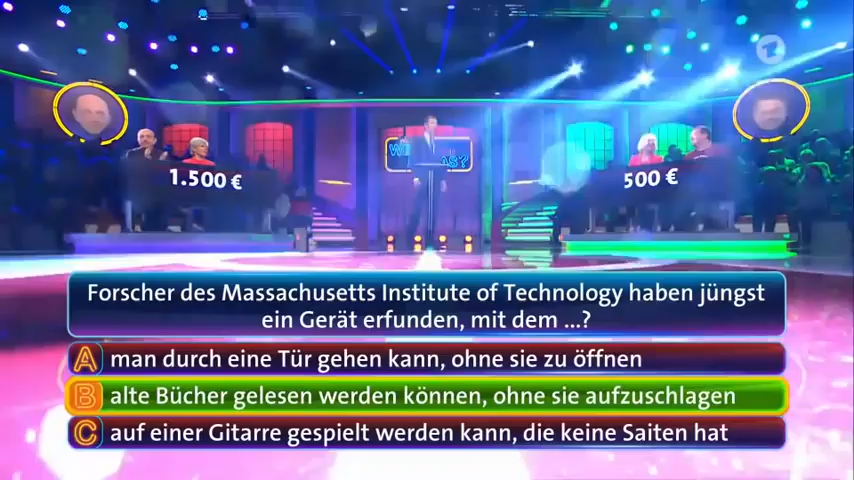 1.500 €
500 €
Forscher des Massachusetts Institute of Technology haben jüngst
ein Gerät erfunden, mit dem ...?
A man durch eine Tür gehen kann, ohne sie zu öffnen
B alte Bücher gelesen werden können, ohne sie aufzuschlagen
C auf einer Gitarre gespielt werden kann, die keine Saiten hat